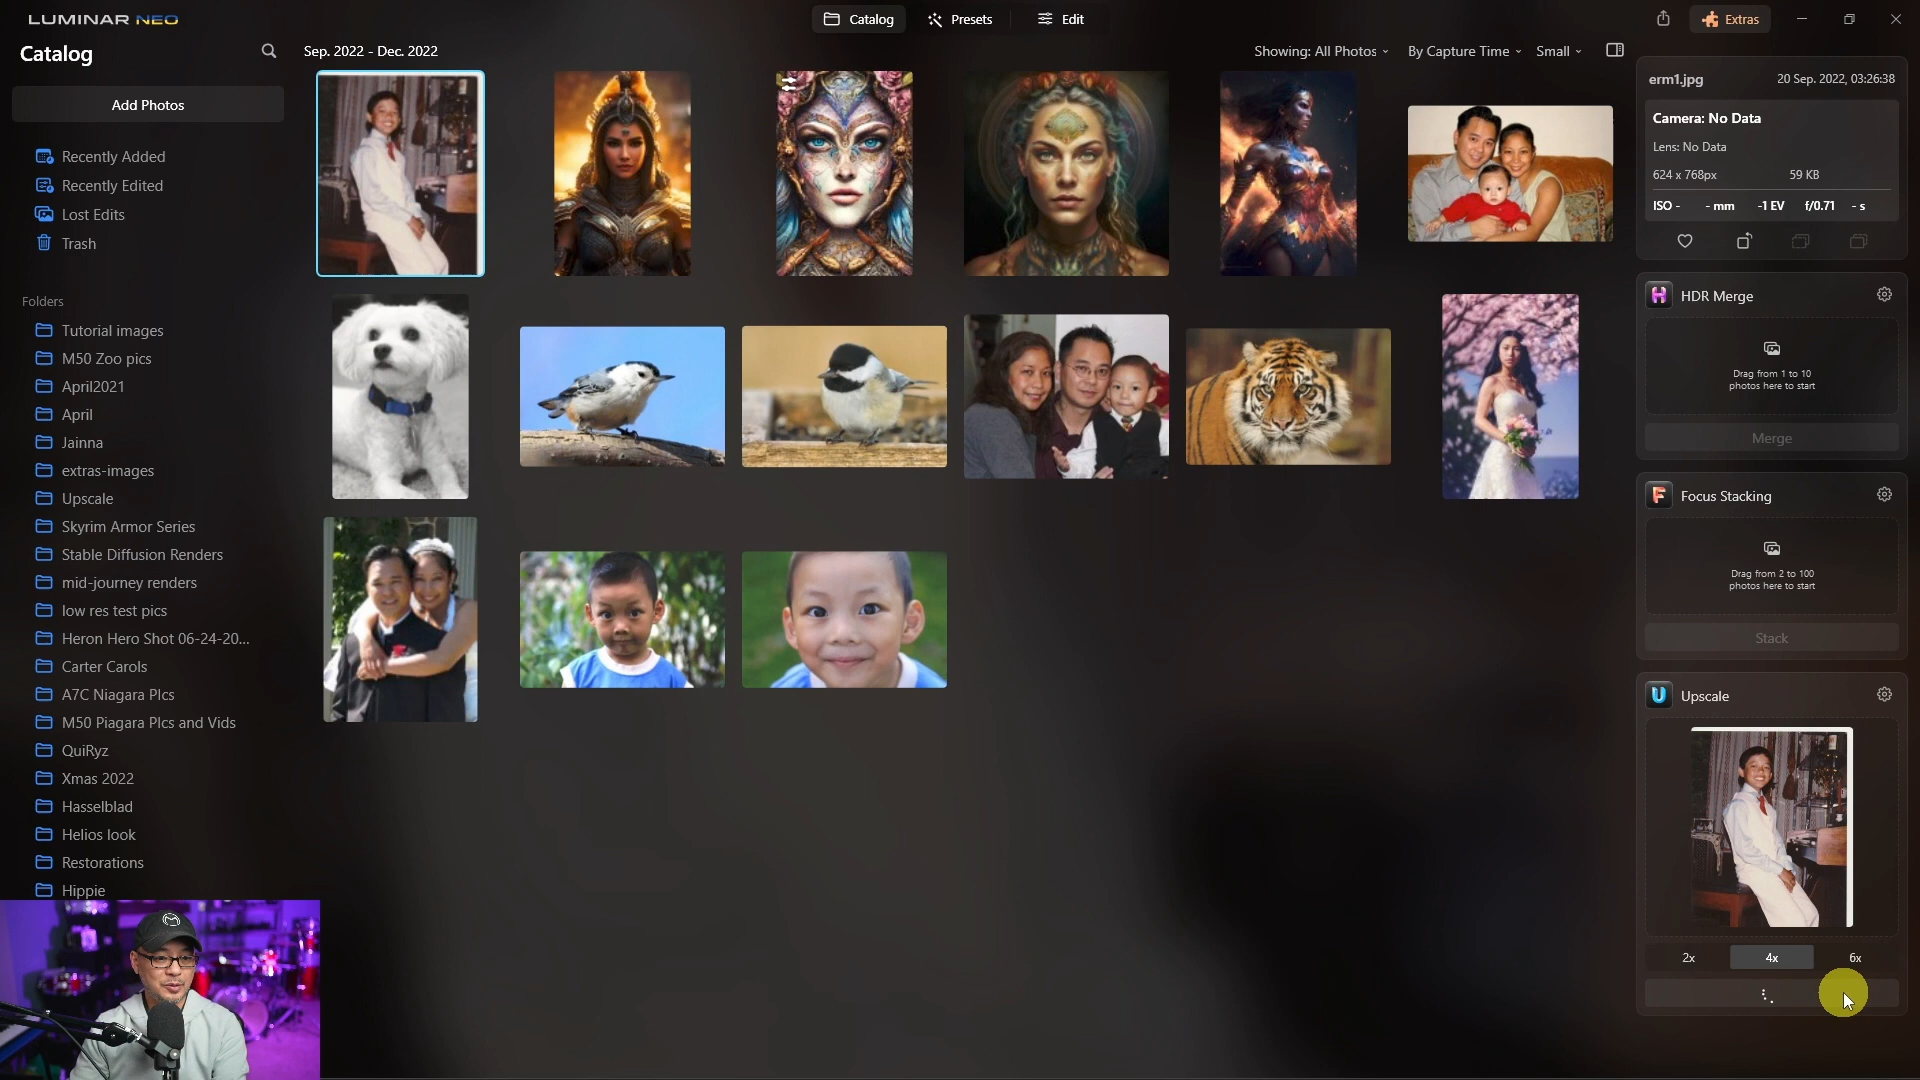 LUMINAR NEO
Catalog
Presets
Edit
Extras
Catalog
Sep. 2022 - Dec. 2022
Showing: All Photos
By Capture Time
Small
Add Photos
Recently Added
Recently Edited
Lost Edits
Trash
Folders
Tutorial images
M50 Zoo pics
April2021
April
Jainna
extras-images
Upscale
Skyrim Armor Series
Stable Diffusion Renders
mid-journey renders
low res test pics
Heron Hero Shot 06-24-20...
Carter Carols
A7C Niagara PIcs
M50 Piagara PIcs and Vids
QuiRyz
Xmas 2022
Hasselblad
Helios look
Restorations
Hippie
erm1.jpg
20 Sep. 2022, 03:26:38
Camera: No Data
Lens: No Data
624 x 768px
59 KB
ISO -
- mm
-1 EV
f/0.71
- s
HDR Merge
Drag from 1 to 10
photos here to start
Merge
Focus Stacking
Drag from 2 to 100
photos here to start
Stack
Upscale
2x
4x
6x